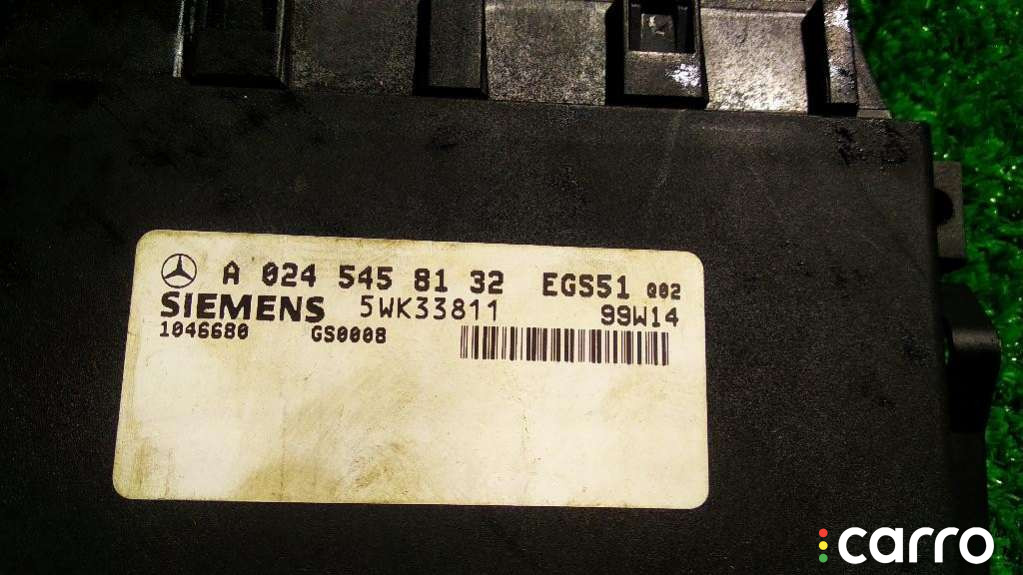 A 024 545 81 32 EGS51 Q02
SIEMENS 5WK33811 99W14
1046680 GS0008
carro